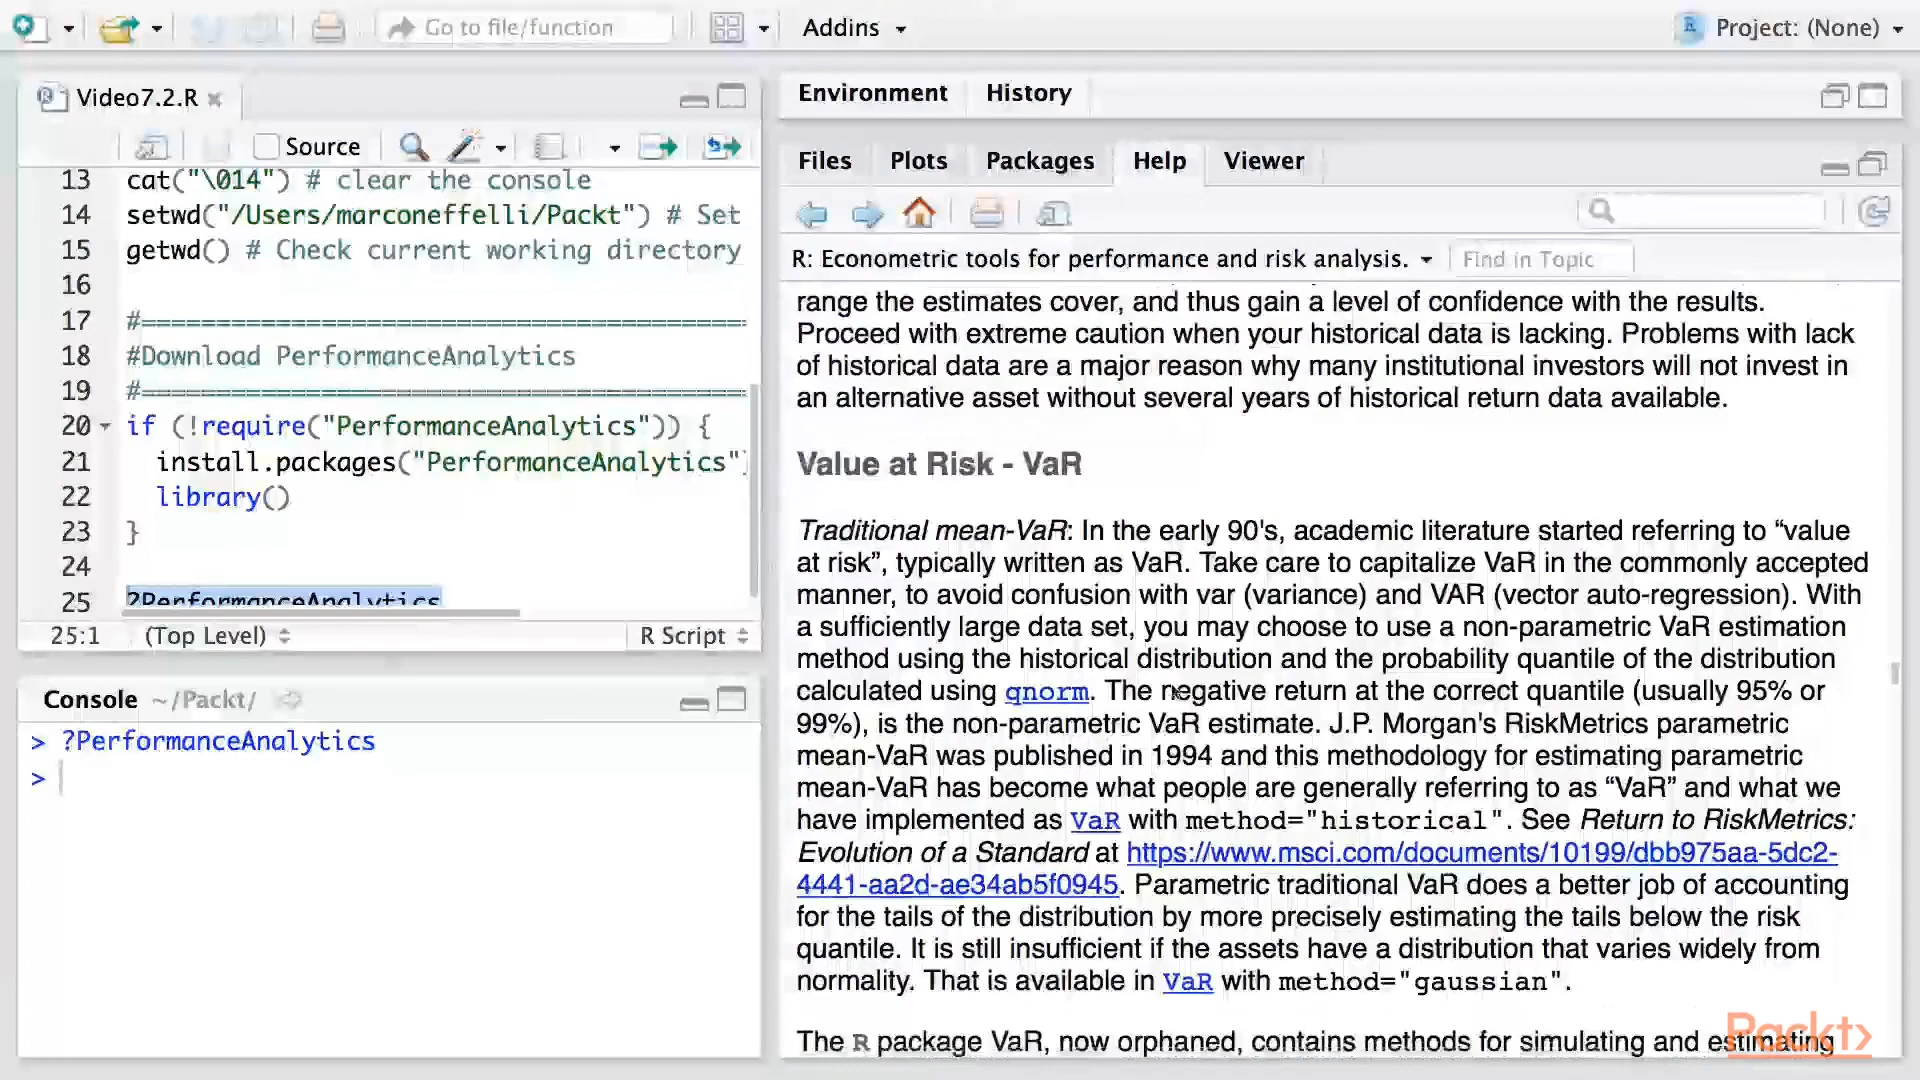 Go to file/function
Addins
Project: (None)
Video7.2.R
Source
13 cat("\014") # clear the console
14 setwd("/Users/marconeffelli/Packt") # Set
15 getwd() # Check current working directory
16
17 #=========================================
18 #Download PerformanceAnalytics
19 #=========================================
20 if (!require("PerformanceAnalytics")) {
21 install.packages("PerformanceAnalytics")
22 library()
23 }
24
25 ?PerformanceAnalytics
25:1 (Top Level) R Script
Console ~/Packt/
> ?PerformanceAnalytics
>
Environment History
Files Plots Packages Help Viewer
R: Econometric tools for performance and risk analysis. Find in Topic
range the estimates cover, and thus gain a level of confidence with the results.
Proceed with extreme caution when your historical data is lacking. Problems with lack
of historical data are a major reason why many institutional investors will not invest in
an alternative asset without several years of historical return data available.
Value at Risk - VaR
Traditional mean-VaR: In the early 90's, academic literature started referring to “value
at risk”, typically written as VaR. Take care to capitalize VaR in the commonly accepted
manner, to avoid confusion with var (variance) and VAR (vector auto-regression). With
a sufficiently large data set, you may choose to use a non-parametric VaR estimation
method using the historical distribution and the probability quantile of the distribution
calculated using qnorm. The negative return at the correct quantile (usually 95% or
99%), is the non-parametric VaR estimate. J.P. Morgan's RiskMetrics parametric
mean-VaR was published in 1994 and this methodology for estimating parametric
mean-VaR has become what people are generally referring to as “VaR” and what we
have implemented as VaR with method="historical". See Return to RiskMetrics:
Evolution of a Standard at https://www.msci.com/documents/10199/dbb975aa-5dc2-
4441-aa2d-ae34ab5f0945. Parametric traditional VaR does a better job of accounting
for the tails of the distribution by more precisely estimating the tails below the risk
quantile. It is still insufficient if the assets have a distribution that varies widely from
normality. That is available in VaR with method="gaussian".
The R package VaR, now orphaned, contains methods for simulating and estimating
Packt>